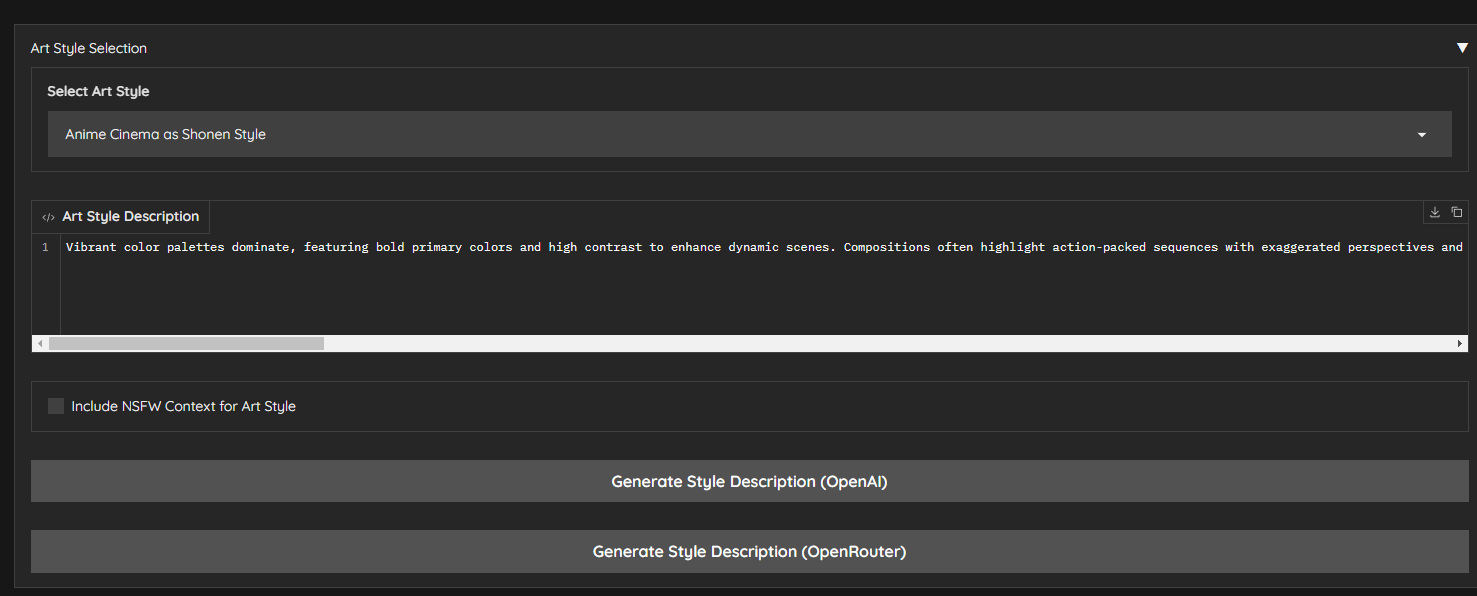 Art Style Selection
▼
Select Art Style
Anime Cinema as Shonen Style
</> Art Style Description
1 Vibrant color palettes dominate, featuring bold primary colors and high contrast to enhance dynamic scenes. Compositions often highlight action-packed sequences with exaggerated perspectives and
Include NSFW Context for Art Style
Generate Style Description (OpenAI)
Generate Style Description (OpenRouter)